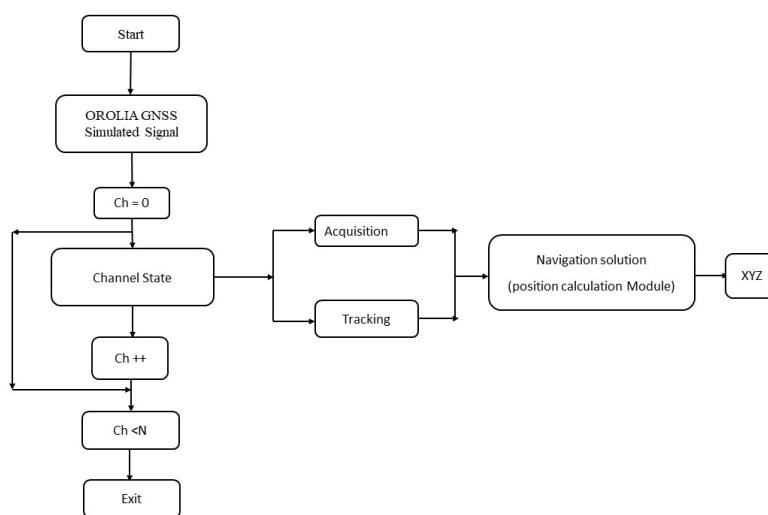 Start
OROLIA GNSS
Simulated Signal
Ch = 0
Channel State
Acquisition
Tracking
Navigation solution
(position calculation Module)
XYZ
Ch ++
Ch <N
Exit